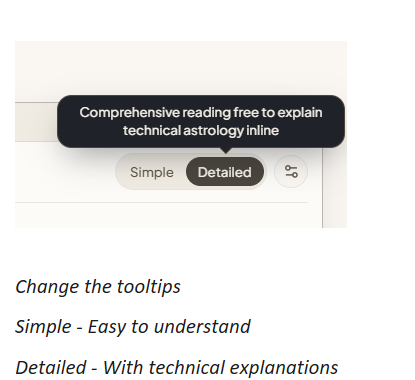 Comprehensive reading free to explain
technical astrology inline
Simple
Detailed
Change the tooltips
Simple - Easy to understand
Detailed - With technical explanations